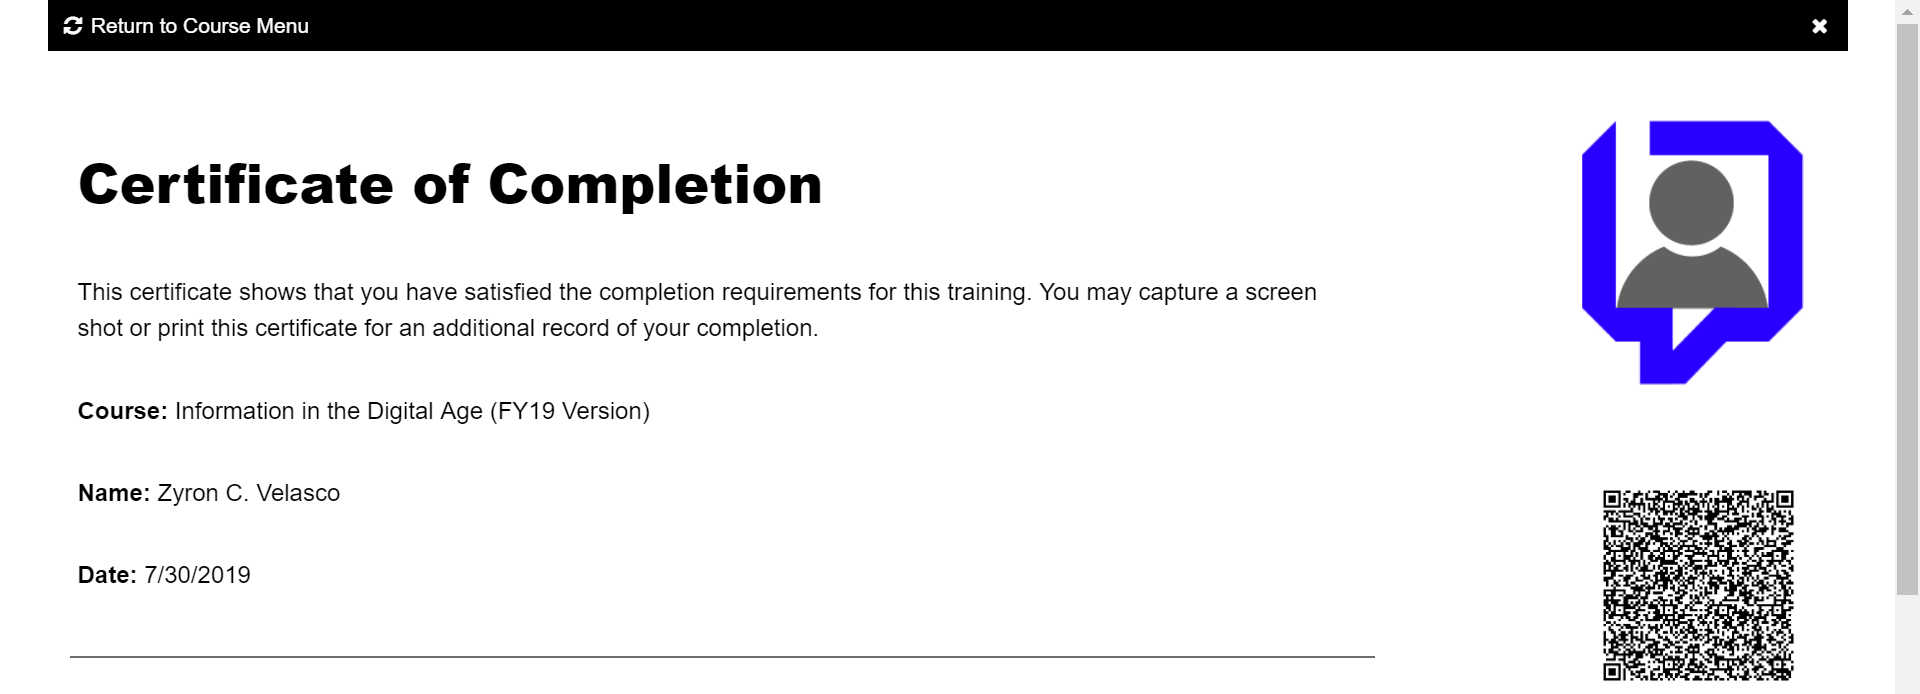 Return to Course Menu
Certificate of Completion
This certificate shows that you have satisfied the completion requirements for this training. You may capture a screen
shot or print this certificate for an additional record of your completion.
Course: Information in the Digital Age (FY19 Version)
Name: Zyron C. Velasco
Date: 7/30/2019